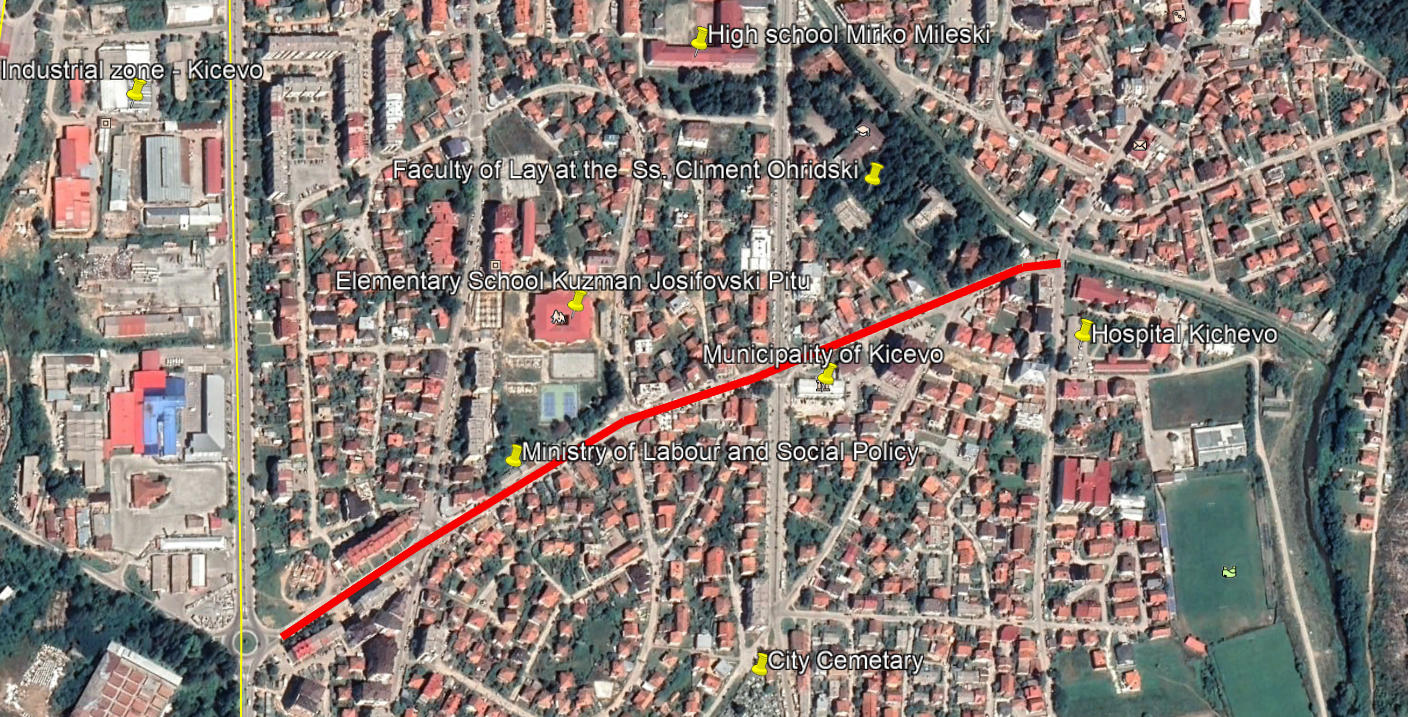 High school Mirko Mileski
Industrial zone - Kicevo
Faculty of Lay at the Ss. Climent Ohridski
Elementary School Kuzman Josifovski Pitu
Hospital Kichevo
Municipality of Kicevo
Ministry of Labour and Social Policy
City Cemetary